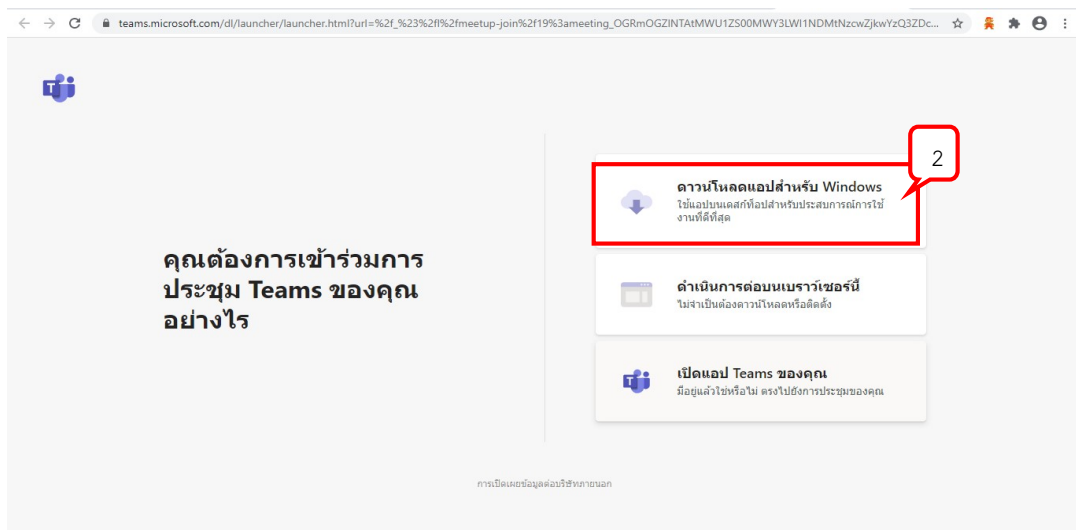 teams.microsoft.com/dl/launcher/launcher.html?url=%2f_%23%2fl%2fmeetup-join%2f19%3ameeting_OGRmOGZlNTAtMWU1ZS00MWY3LWI1NDMtNzcwZjkwYzQ3ZDc...
2
ดาวน์โหลดแอปสำหรับ Windows
ใช้แอปบนเดสก์ท็อปสำหรับประสบการณ์การใช้
งานที่ดีที่สุด
คุณต้องการเข้าร่วมการ
ประชุม Teams ของคุณ
อย่างไร
ดำเนินการต่อบนเบราว์เซอร์นี้
ไม่จำเป็นต้องดาวน์โหลดหรือติดตั้ง
เปิดแอป Teams ของคุณ
มีอยู่แล้วใช่หรือไม่ ตรงไปยังการประชุมของคุณ
การเปิดเผยข้อมูลต่อบริษัทภายนอก